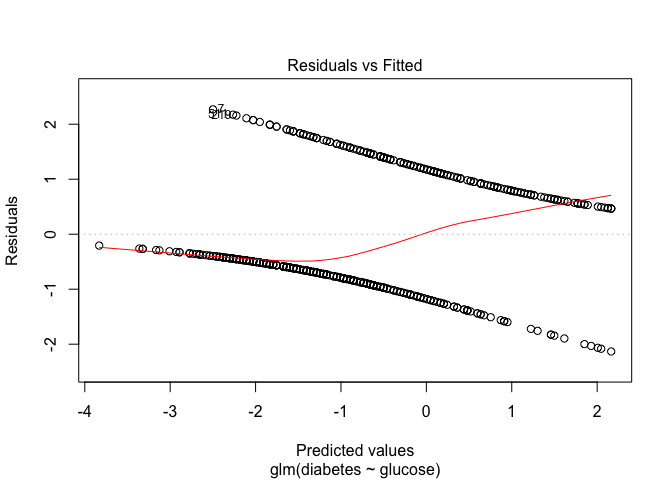 Residuals vs Fitted
Residuals
2
1
0
-1
-2
7
-4 -3 -2 -1 0 1 2
Predicted values
glm(diabetes ~ glucose)